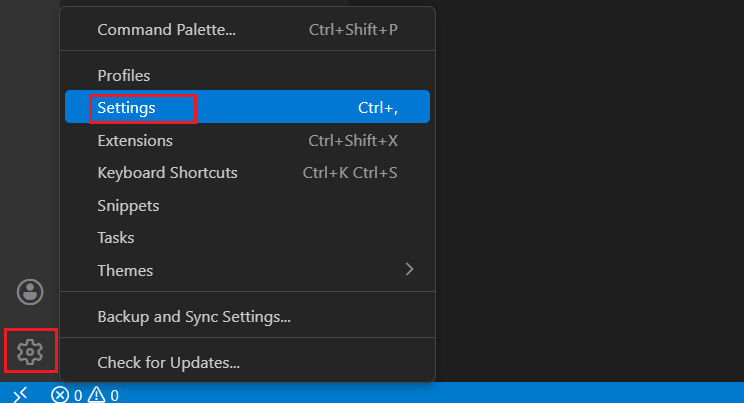 Command Palette... Ctrl+Shift+P
Profiles
Settings Ctrl+,
Extensions Ctrl+Shift+X
Keyboard Shortcuts Ctrl+K Ctrl+S
Snippets
Tasks
Themes
Backup and Sync Settings...
Check for Updates...
0 0